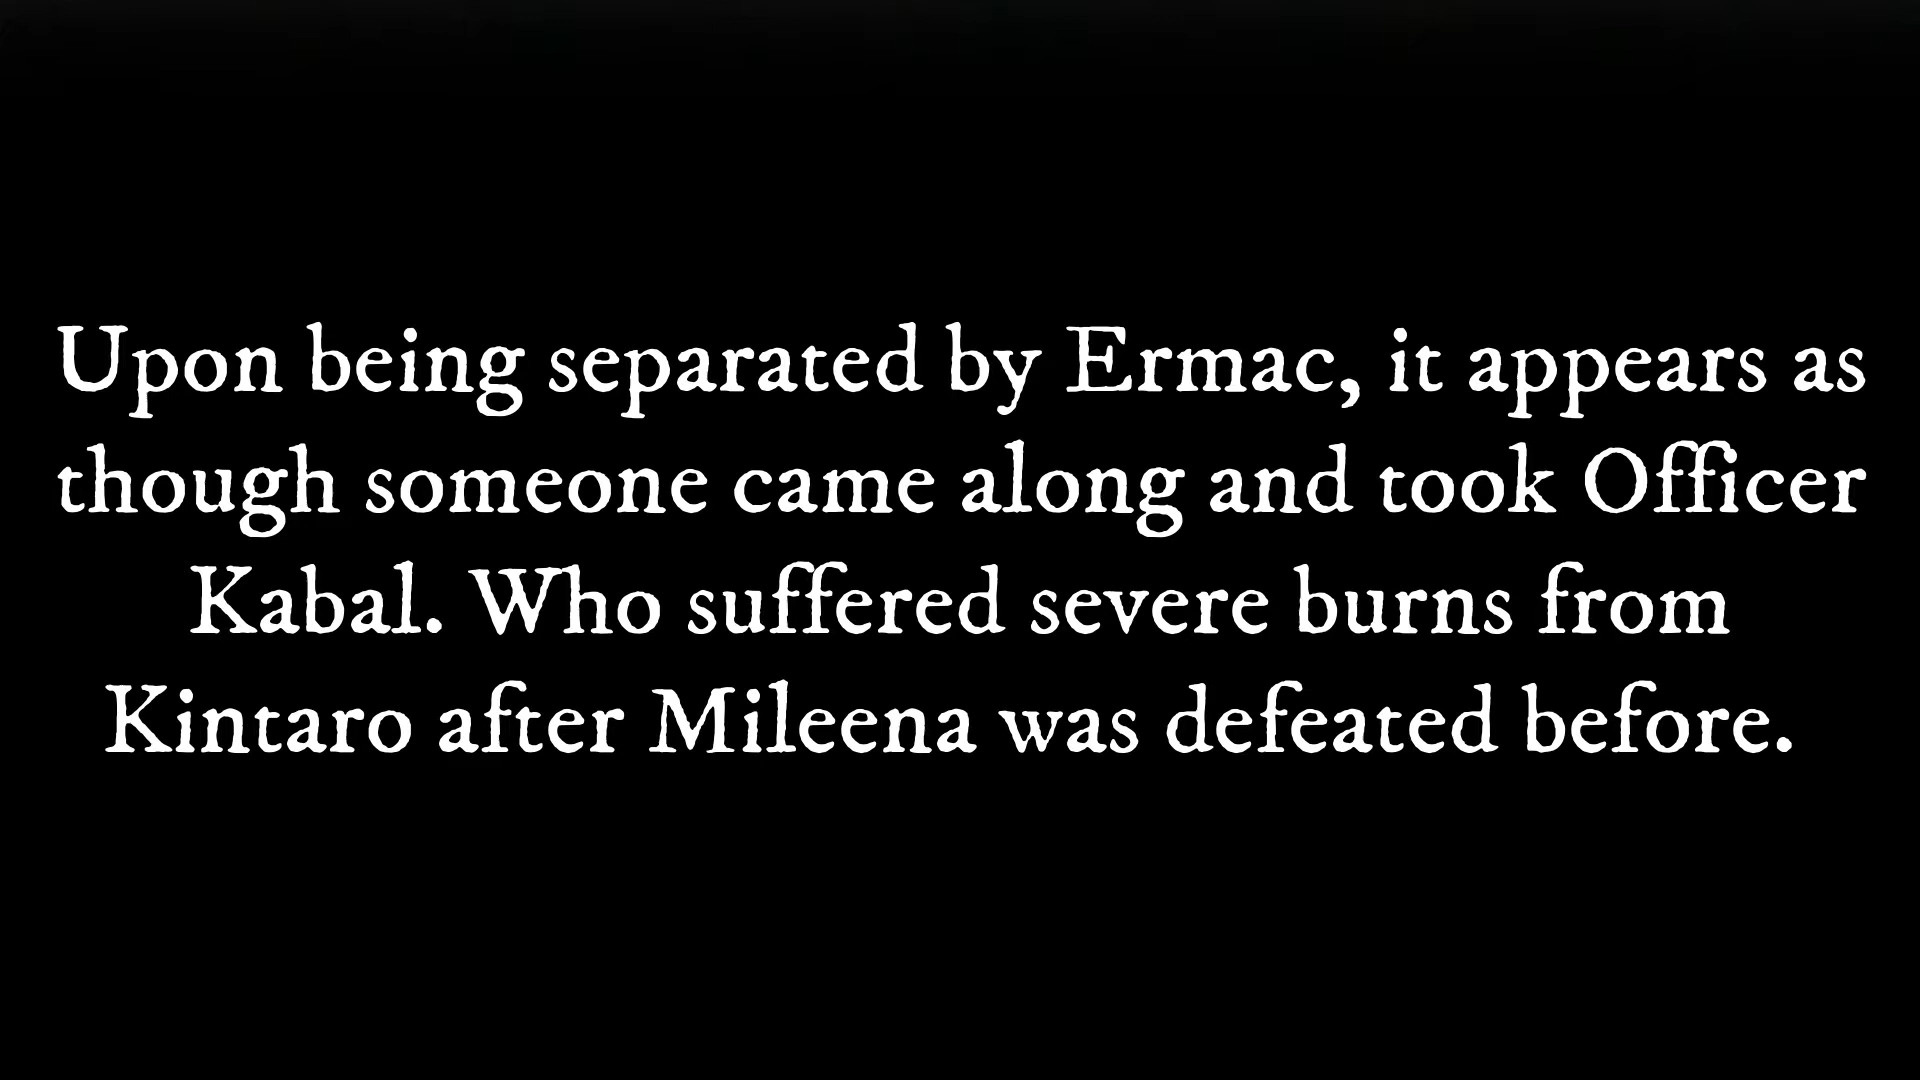 Upon being separated by Ermac, it appears as
though someone came along and took Officer
Kabal. Who suffered severe burns from
Kintaro after Mileena was defeated before.